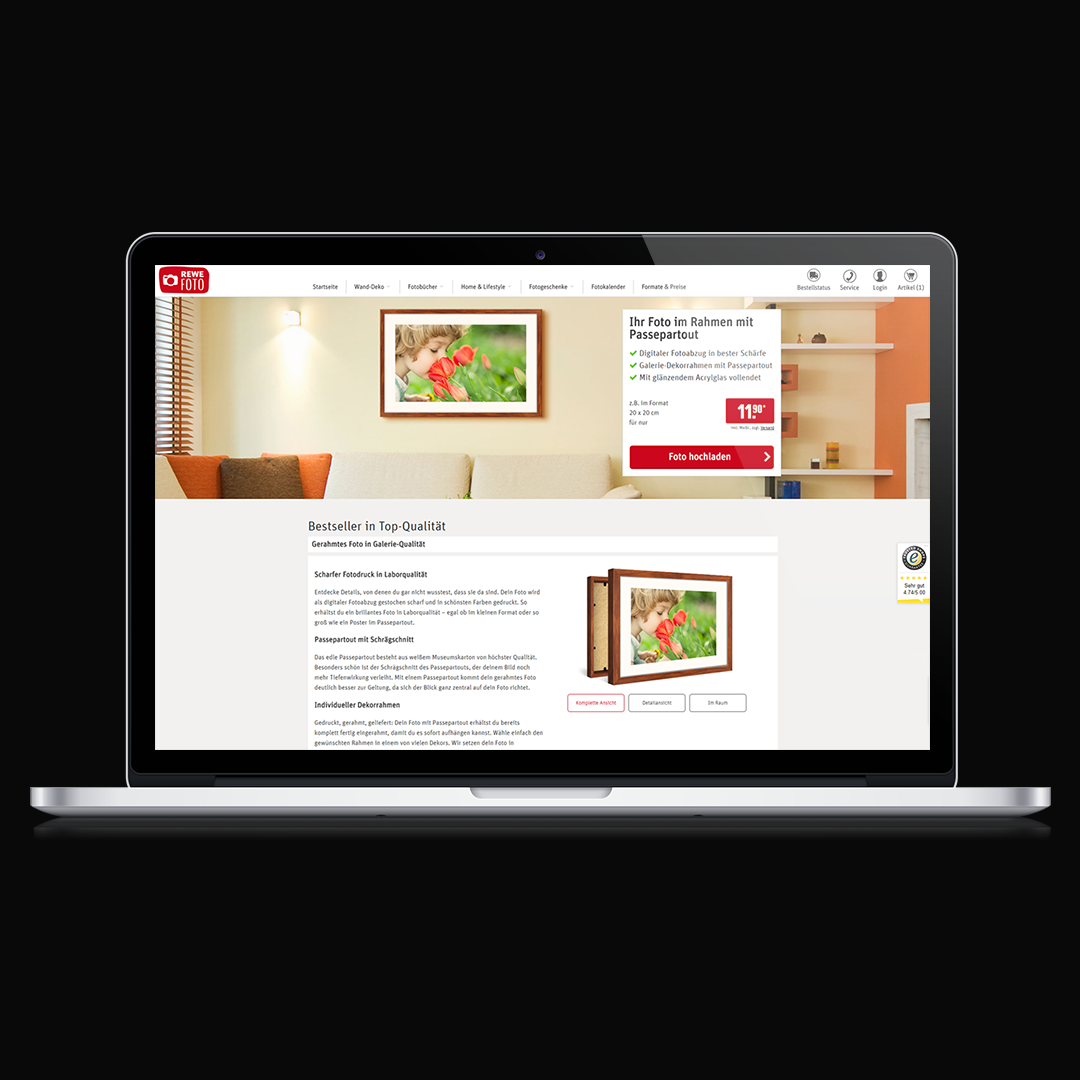 REWE
FOTO
Startseite Wand-Deko Fotobücher Home & Lifestyle Fotogeschenke Fotokalender Formate & Preise
Bestellstatus Service Login Artikel (1)
Ihr Foto im Rahmen mit
Passepartout
Digitaler Fotoabzug in bester Schärfe
Galerie-Dekorrahmen mit Passepartout
Mit glänzendem Acrylglas vollendet
z.B. im Format
20 x 20 cm
für nur
11.90*
inkl. MwSt., zzgl. Versand
Foto hochladen
Bestseller in Top-Qualität
Gerahmtes Foto in Galerie-Qualität
Scharfer Fotodruck in Laborqualität
Entdecke Details, von denen du gar nicht wusstest, dass sie da sind. Dein Foto wird
als digitaler Fotoabzug gestochen scharf und in schönsten Farben gedruckt. So
erhältst du ein brillantes Foto in Laborqualität – egal ob im kleinen Format oder so
groß wie ein Poster im Passepartout.
Passepartout mit Schrägschnitt
Das edle Passepartout besteht aus weißem Museumskarton von höchster Qualität.
Besonders schön ist der Schrägschnitt des Passepartouts, der deinem Bild noch
mehr Tiefenwirkung verleiht. Mit einem Passepartout kommt dein gerahmtes Foto
deutlich besser zur Geltung, da sich der Blick ganz zentral auf dein Foto richtet.
Individueller Dekorrahmen
Gedruckt, gerahmt, geliefert: Dein Foto mit Passepartout erhältst du bereits
komplett fertig eingerahmt, damit du es sofort aufhängen kannst. Wähle einfach den
gewünschten Rahmen in einem von vielen Dekors. Wir setzen dein Foto in
Komplette Ansicht Detailansicht Im Raum
e
Sehr gut
4.74/5.00